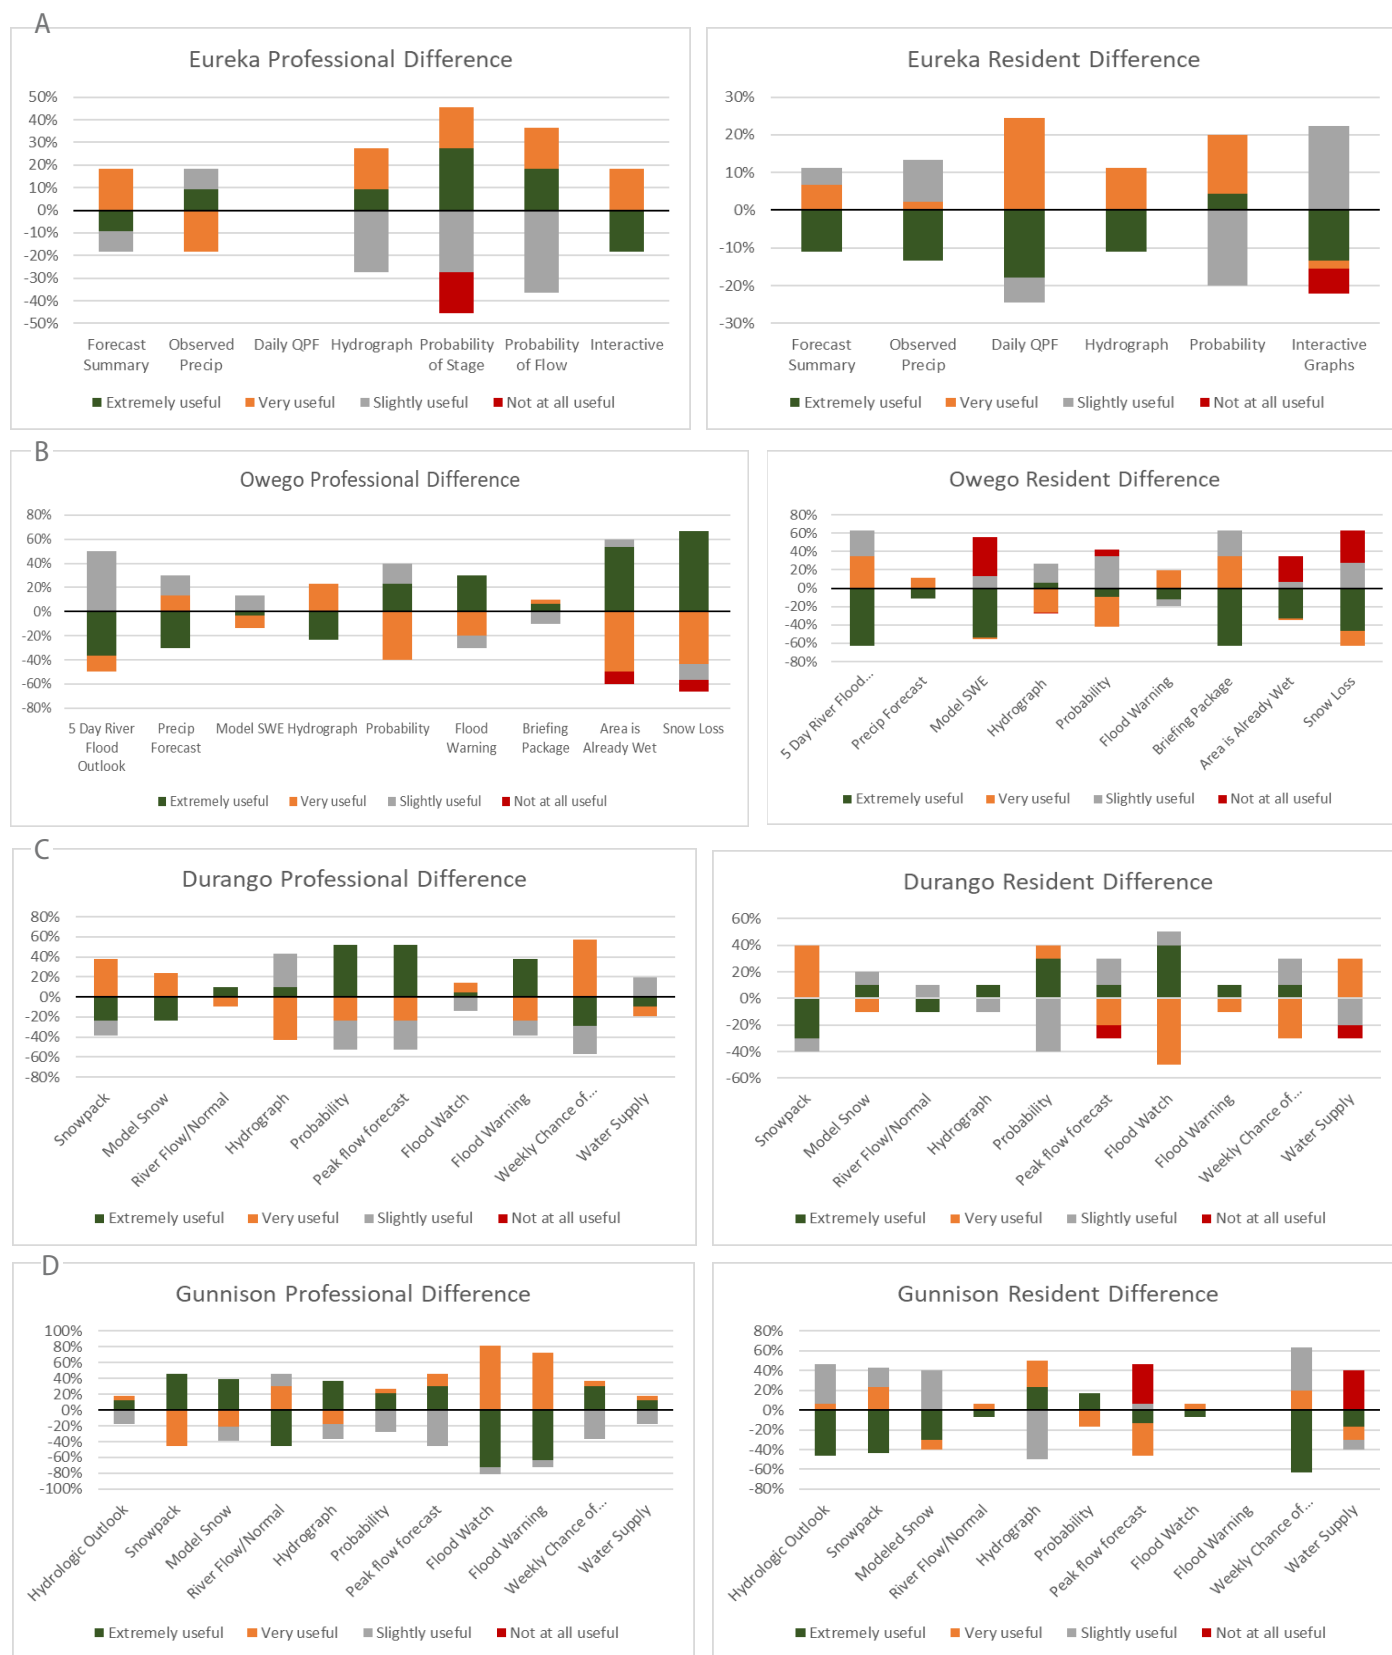 A
Eureka Professional Difference
50%
40%
30%
20%
10%
0%
-10%
-20%
-30%
-40%
-50%
Forecast Summary
Observed Precip
Daily QPF
Hydrograph
Probability of Stage
Probability of Flow
Interactive
Extremely useful
Very useful
Slightly useful
Not at all useful
Eureka Resident Difference
30%
20%
10%
0%
-10%
-20%
-30%
Forecast Summary
Observed Precip
Daily QPF
Hydrograph
Probability
Interactive Graphs
Extremely useful
Very useful
Slightly useful
Not at all useful
B
Owego Professional Difference
80%
60%
40%
20%
0%
-20%
-40%
-60%
-80%
5 Day River Flood Outlook
Precip Forecast
Model SWE
Hydrograph
Probability
Flood Warning
Briefing Package
Area is Already Wet
Snow Loss
Extremely useful
Very useful
Slightly useful
Not at all useful
Owego Resident Difference
80%
60%
40%
20%
0%
-20%
-40%
-60%
-80%
5 Day River Flood...
Precip Forecast
Model SWE
Hydrograph
Probability
Flood Warning
Briefing Package
Area is Already Wet
Snow Loss
Extremely useful
Very useful
Slightly useful
Not at all useful
C
Durango Professional Difference
80%
60%
40%
20%
0%
-20%
-40%
-60%
-80%
Snowpack
Model Snow
River Flow/Normal
Hydrograph
Probability
Peak flow forecast
Flood Watch
Flood Warning
Weekly Chance of...
Water Supply
Extremely useful
Very useful
Slightly useful
Not at all useful
Durango Resident Difference
60%
40%
20%
0%
-20%
-40%
-60%
Snowpack
Model Snow
River Flow/Normal
Hydrograph
Probability
Peak flow forecast
Flood Watch
Flood Warning
Weekly Chance of...
Water Supply
Extremely useful
Very useful
Slightly useful
Not at all useful
D
Gunnison Professional Difference
100%
80%
60%
40%
20%
0%
-20%
-40%
-60%
-80%
-100%
Hydrologic Outlook
Snowpack
Model Snow
River Flow/Normal
Hydrograph
Probability
Peak flow forecast
Flood Watch
Flood Warning
Weekly Chance of...
Water Supply
Extremely useful
Very useful
Slightly useful
Not at all useful
Gunnison Resident Difference
80%
60%
40%
20%
0%
-20%
-40%
-60%
-80%
Hydrologic Outlook
Snowpack
Modeled Snow
River Flow/Normal
Hydrograph
Probability
Peak flow forecast
Flood Watch
Flood Warning
Weekly Chance of...
Water Supply
Extremely useful
Very useful
Slightly useful
Not at all useful